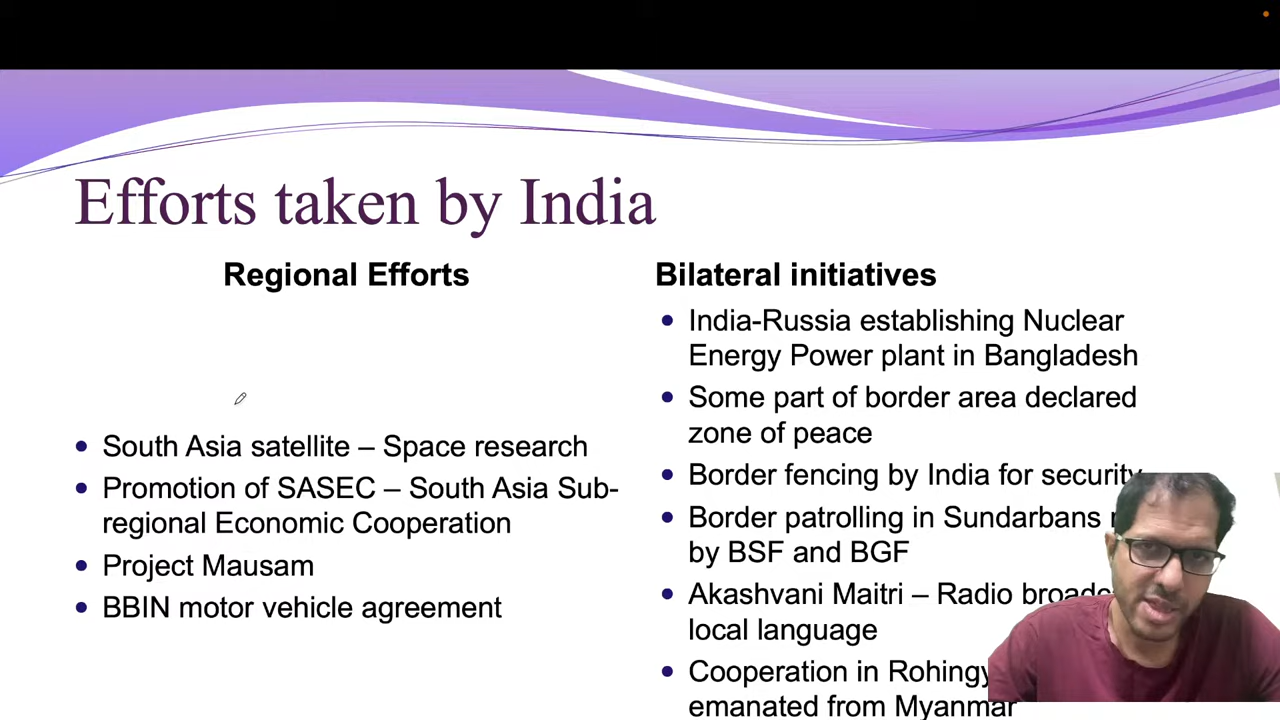 Efforts taken by India
Regional Efforts
South Asia satellite – Space research
Promotion of SASEC – South Asia Sub-
regional Economic Cooperation
Project Mausam
BBIN motor vehicle agreement
Bilateral initiatives
India-Russia establishing Nuclear
Energy Power plant in Bangladesh
Some part of border area declared
zone of peace
Border fencing by India for security
Border patrolling in Sundarbans
by BSF and BGF
Akashvani Maitri – Radio
local language
Cooperation in
emanated from Myanmar